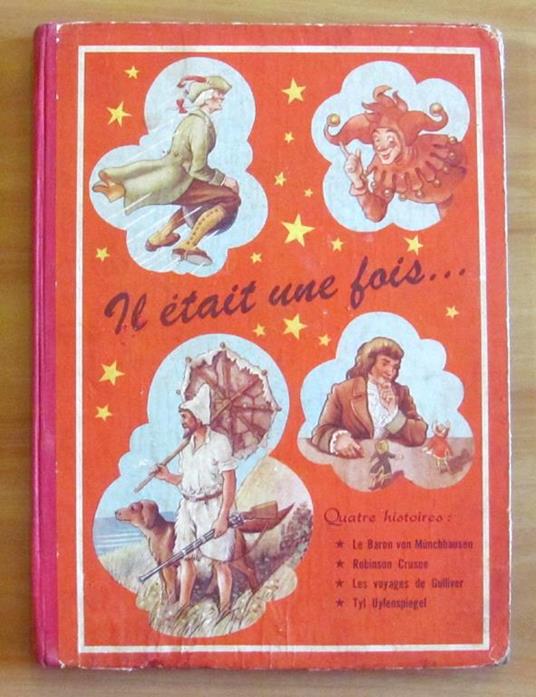 Il était une fois...
Quatre histoires :
★ Le Baron von Münchhausen
★ Robinson Crusoe
★ Les voyages de Gulliver
★ Tyl Uylenspiegel